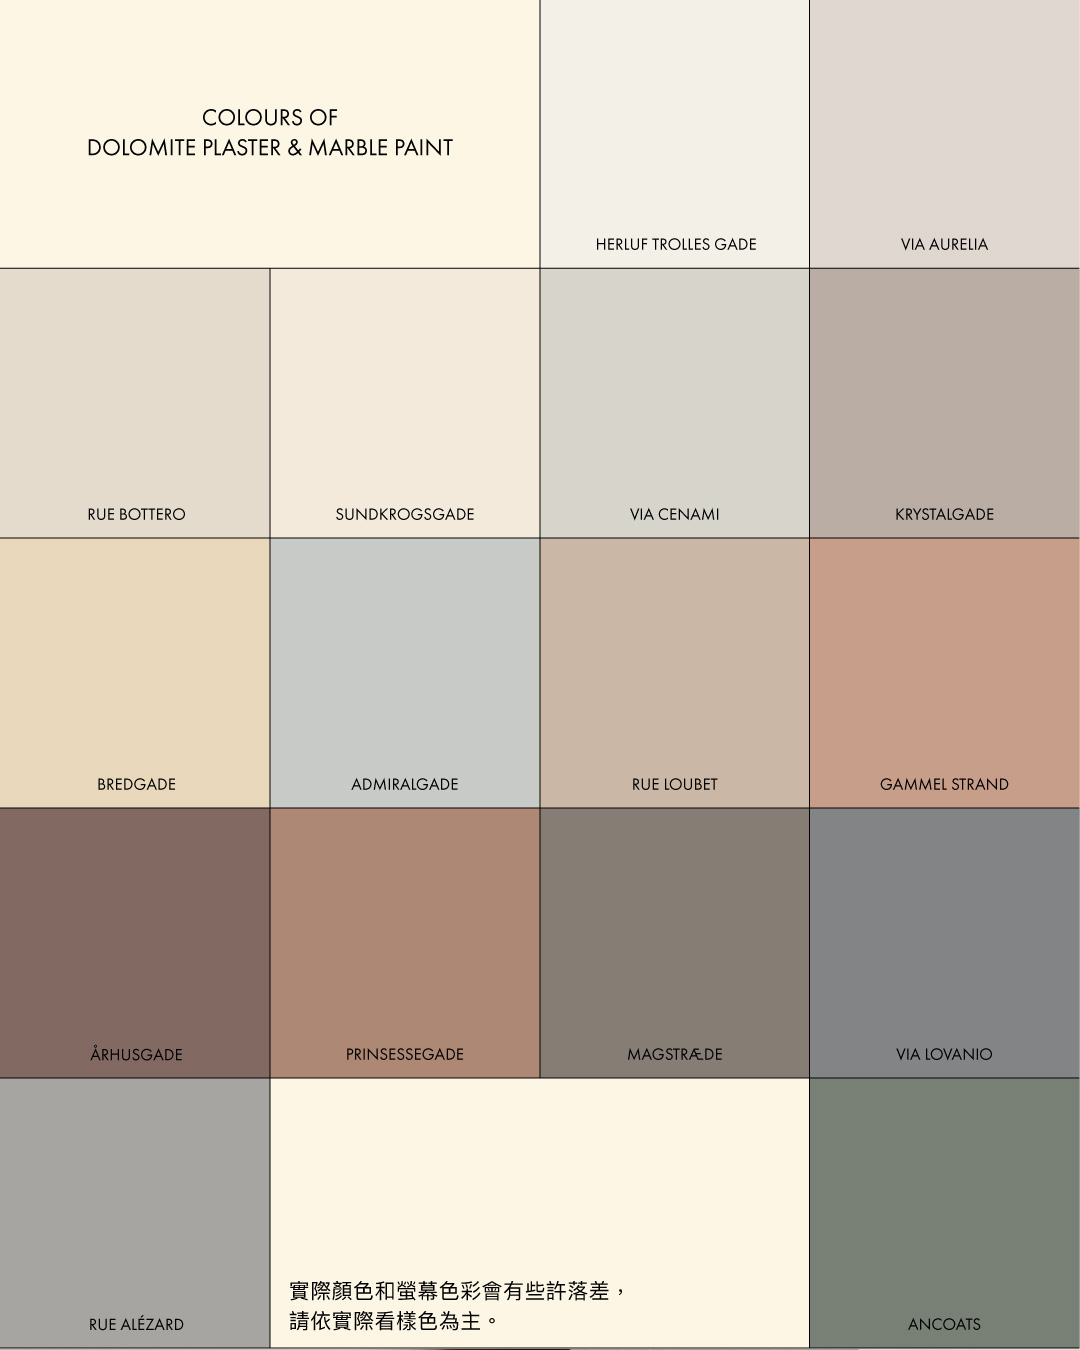 COLOURS OF
DOLOMITE PLASTER & MARBLE PAINT
HERLUF TROLLES GADE
VIA AURELIA
RUE BOTTERO
SUNDKROGSGADE
VIA CENAMI
KRYSTALGADE
BREDGADE
ADMIRALGADE
RUE LOUBET
GAMMEL STRAND
ÅRHUSGADE
PRINSESSEGADE
MAGSTRÆDE
VIA LOVANIO
RUE ALÉZARD
實際顏色和螢幕色彩會有些許落差，
請依實際看樣色為主。
ANCOATS